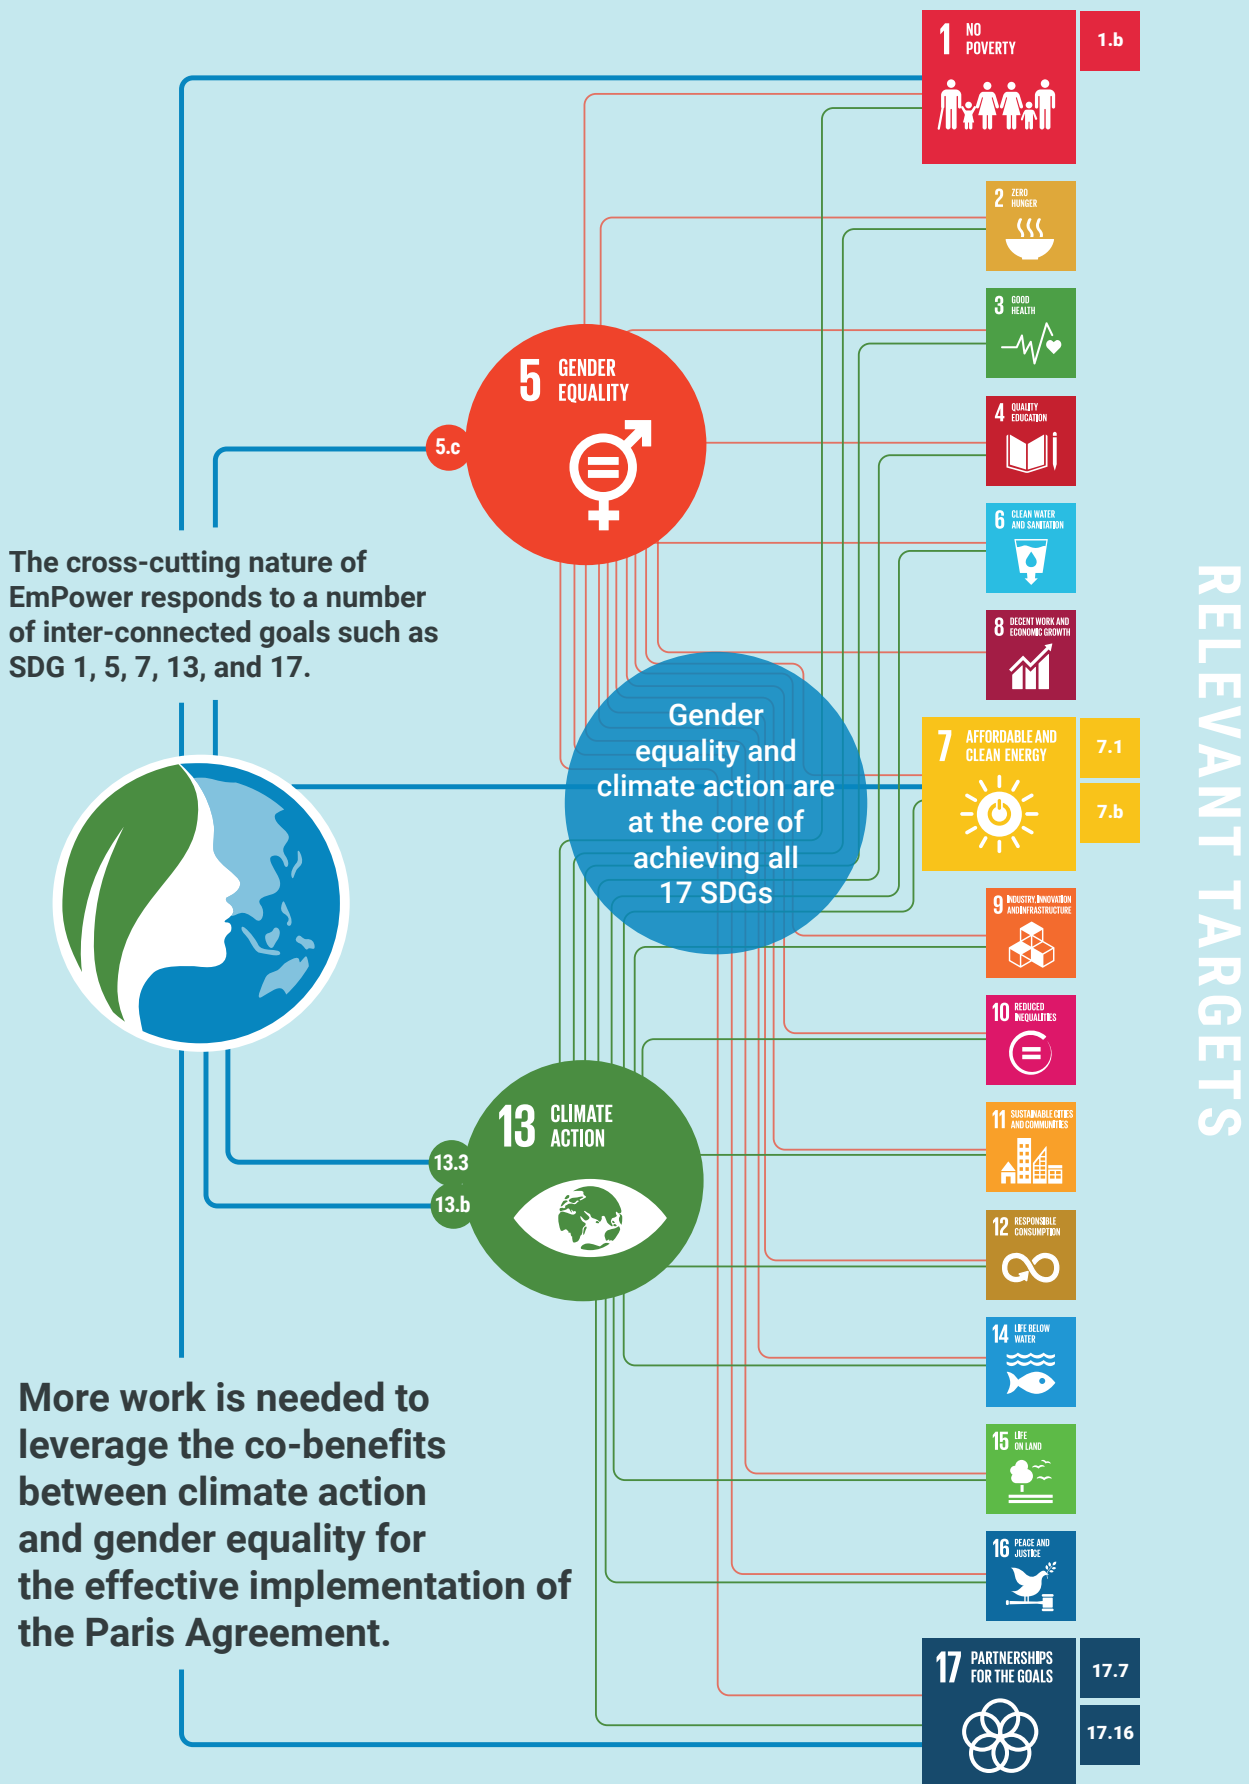 1 NO
POVERTY
1.b
2 ZERO
HUNGER
3 GOOD
HEALTH
5 GENDER
EQUALITY
5.c
4 QUALITY
EDUCATION
6 CLEAN WATER
AND SANITATION
The cross-cutting nature of
EmPower responds to a number
of inter-connected goals such as
SDG 1, 5, 7, 13, and 17.
8 DECENT WORK AND
ECONOMIC GROWTH
RELEVANT TARGETS
Gender
equality and
climate action are
at the core of
achieving all
17 SDGs
7 AFFORDABLE AND
CLEAN ENERGY
7.1
7.b
9 INDUSTRY, INNOVATION
AND INFRASTRUCTURE
10 REDUCED
INEQUALITIES
13 CLIMATE
ACTION
13.3
13.b
11 SUSTAINABLE CITIES
AND COMMUNITIES
12 RESPONSIBLE
CONSUMPTION
14 LIFE BELOW
WATER
More work is needed to
leverage the co-benefits
between climate action
and gender equality for
the effective implementation of
the Paris Agreement.
15 LIFE
ON LAND
16 PEACE AND
JUSTICE
17 PARTNERSHIPS
FOR THE GOALS
17.7
17.16